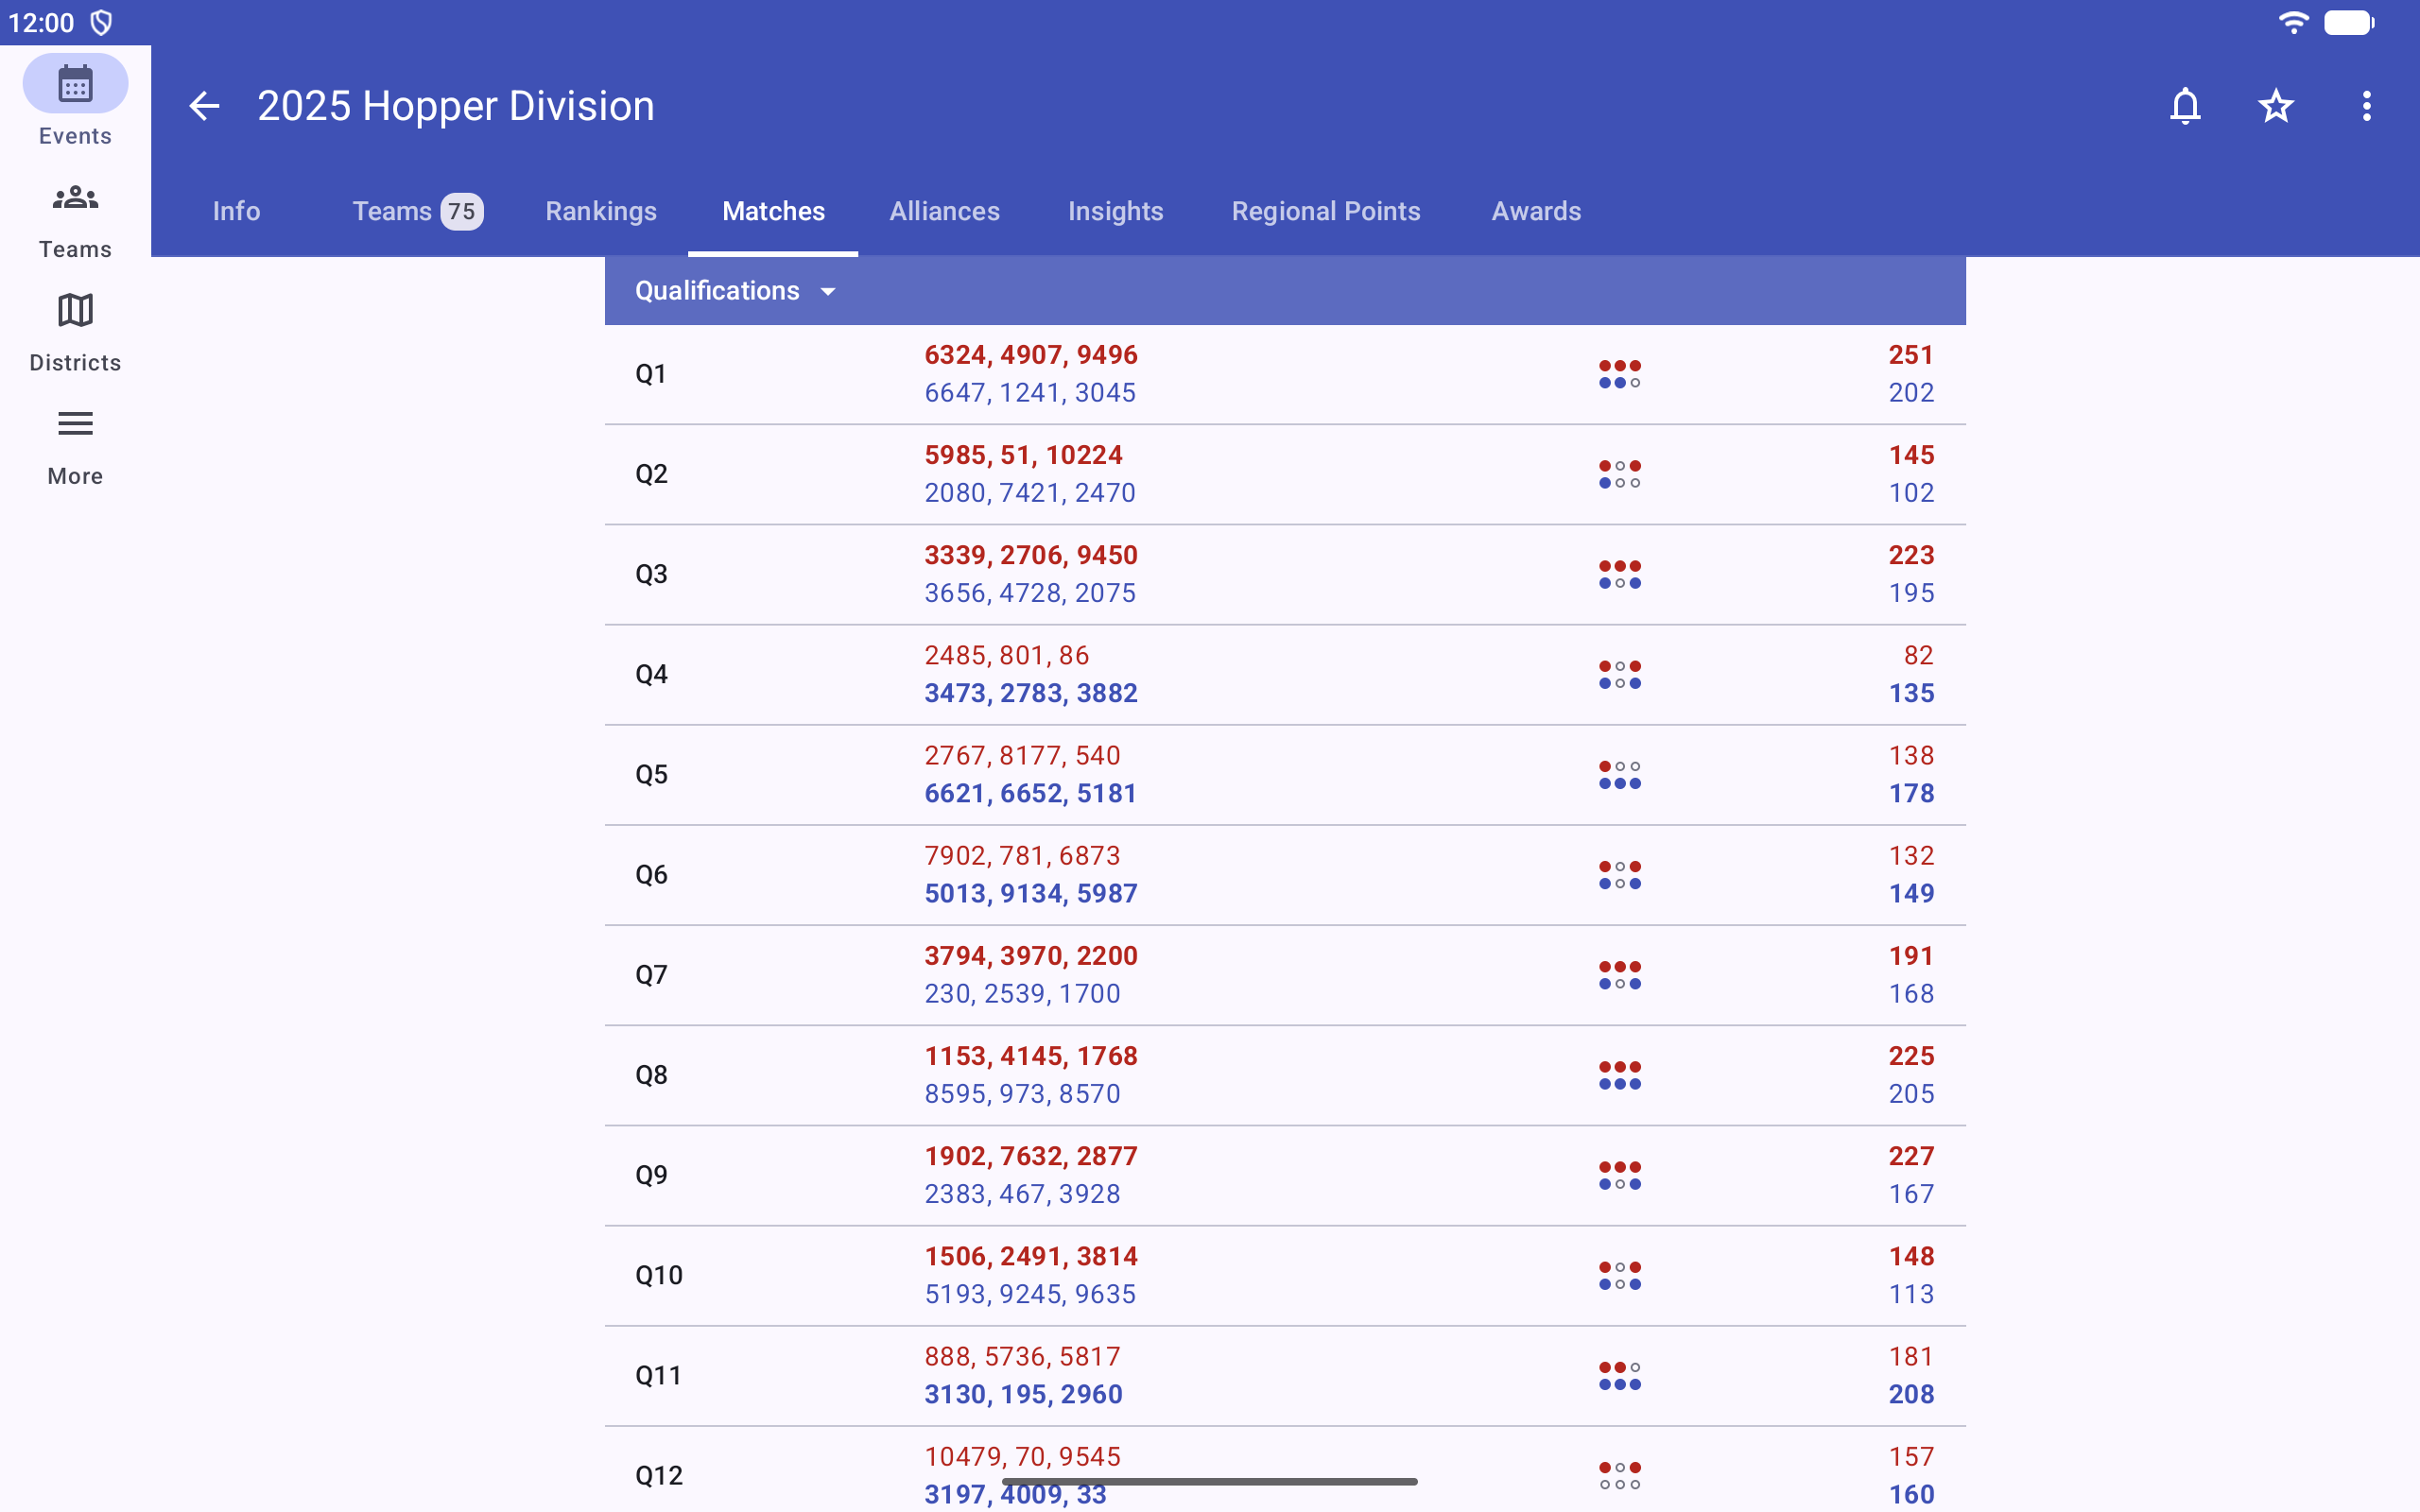 12:00
Events
Teams
Districts
More
2025 Hopper Division
Info Teams 75 Rankings Matches Alliances Insights Regional Points Awards
Qualifications
Q1
6324, 4907, 9496 251
6647, 1241, 3045 202
Q2
5985, 51, 10224 145
2080, 7421, 2470 102
Q3
3339, 2706, 9450 223
3656, 4728, 2075 195
Q4
2485, 801, 86 82
3473, 2783, 3882 135
Q5
2767, 8177, 540 138
6621, 6652, 5181 178
Q6
7902, 781, 6873 132
5013, 9134, 5987 149
Q7
3794, 3970, 2200 191
230, 2539, 1700 168
Q8
1153, 4145, 1768 225
8595, 973, 8570 205
Q9
1902, 7632, 2877 227
2383, 467, 3928 167
Q10
1506, 2491, 3814 148
5193, 9245, 9635 113
Q11
888, 5736, 5817 181
3130, 195, 2960 208
Q12
10479, 70, 9545 157
3197, 4009, 33 160